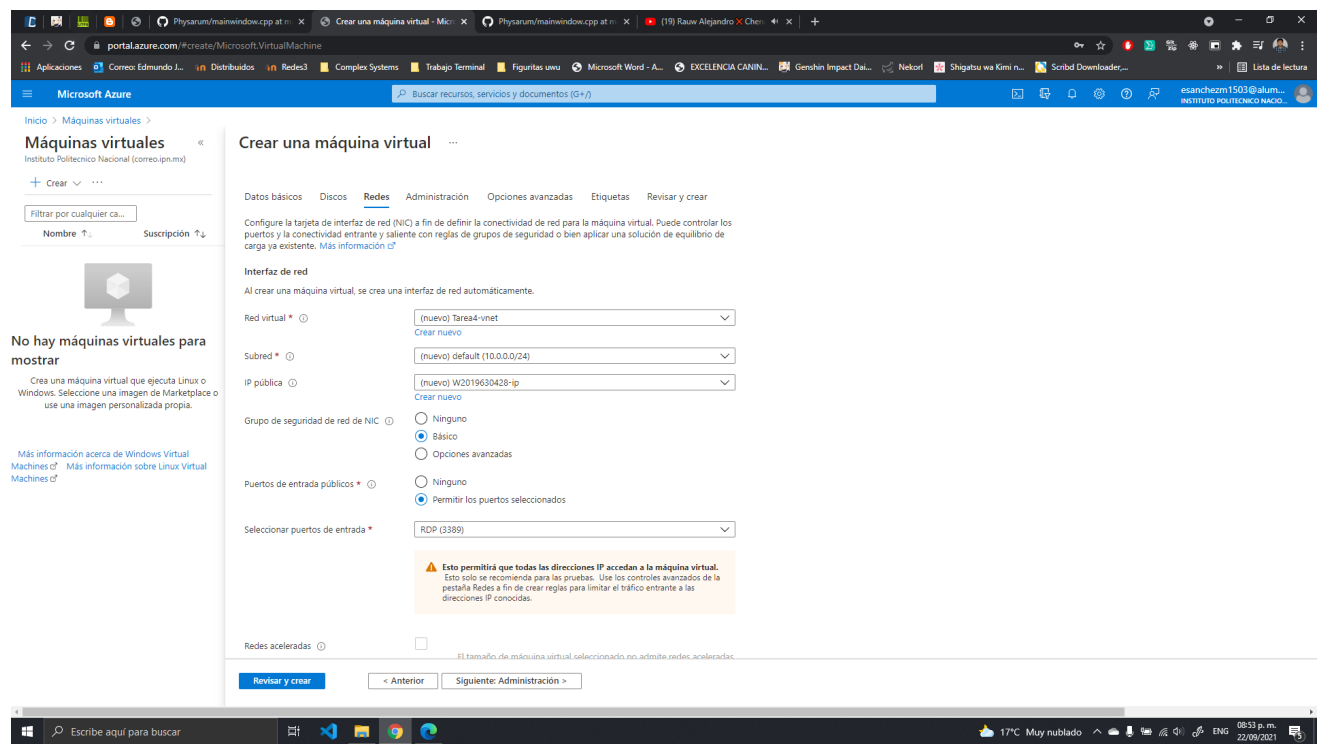 Physarum/mainwindow.cpp at m
Crear una máquina virtual - Micr
Physarum/mainwindow.cpp at m
(19) Rauw Alejandro
Cher
portal.azure.com/#create/Microsoft.VirtualMachine
Aplicaciones
Correo: Edmundo J...
Distribuidos
Redes3
Complex Systems
Trabajo Terminal
Figuritas uwu
Microsoft Word - A...
EXCELENCIA CANIN...
Genshin Impact Dai...
Nekorl
Shigatsu wa Kimi n...
Scribd Downloader,...
»
Lista de lectura
Microsoft Azure
Buscar recursos, servicios y documentos (G+/)
esanchezm1503@alum...
INSTITUTO POLITECNICO NACIO...
Inicio > Máquinas virtuales >
Máquinas virtuales «
Instituto Politecnico Nacional (correo.ipn.mx)
+ Crear ···
Filtrar por cualquier ca...
Nombre ↑↓ Suscripción ↑↓
No hay máquinas virtuales para
mostrar
Crea una máquina virtual que ejecuta Linux o
Windows. Seleccione una imagen de Marketplace o
use una imagen personalizada propia.
Más información acerca de Windows Virtual
Machines Más información sobre Linux Virtual
Machines
Crear una máquina virtual ···
Datos básicos Discos Redes Administración Opciones avanzadas Etiquetas Revisar y crear
Configure la tarjeta de interfaz de red (NIC) a fin de definir la conectividad de red para la máquina virtual. Puede controlar los
puertos y la conectividad entrante y saliente con reglas de grupos de seguridad o bien aplicar una solución de equilibrio de
carga ya existente. Más información
Interfaz de red
Al crear una máquina virtual, se crea una interfaz de red automáticamente.
Red virtual * (nuevo) Tarea4-vnet
Crear nuevo
Subred * (nuevo) default (10.0.0.0/24)
IP pública (nuevo) W2019630428-ip
Crear nuevo
Grupo de seguridad de red de NIC Ninguno
Básico
Opciones avanzadas
Puertos de entrada públicos * Ninguno
Permitir los puertos seleccionados
Seleccionar puertos de entrada * RDP (3389)
Esto permitirá que todas las direcciones IP accedan a la máquina virtual.
Esto solo se recomienda para las pruebas. Use los controles avanzados de la
pestaña Redes a fin de crear reglas para limitar el tráfico entrante a las
direcciones IP conocidas.
Redes aceleradas
El tamaño de máquina virtual seleccionado no admite redes aceleradas.
Revisar y crear < Anterior Siguiente: Administración >
Escribe aquí para buscar
17°C Muy nublado
ENG
08:53 p. m.
22/09/2021